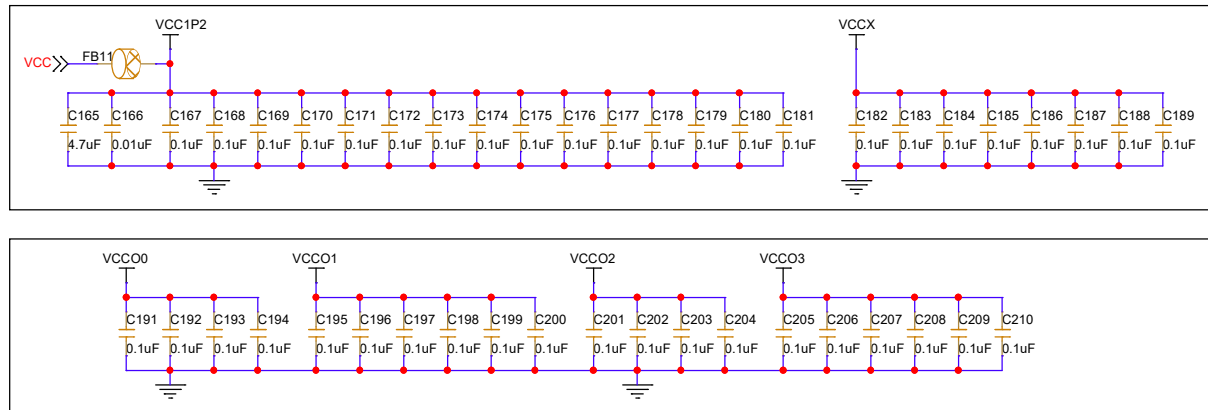 VCC1P2 VCCX
VCC FB11
C165 C166 C167 C168 C169 C170 C171 C172 C173 C174 C175 C176 C177 C178 C179 C180 C181 C182 C183 C184 C185 C186 C187 C188 C189
4.7uF 0.01uF 0.1uF 0.1uF 0.1uF 0.1uF 0.1uF 0.1uF 0.1uF 0.1uF 0.1uF 0.1uF 0.1uF 0.1uF 0.1uF 0.1uF 0.1uF 0.1uF 0.1uF 0.1uF 0.1uF 0.1uF 0.1uF 0.1uF 0.1uF
VCCO0 VCCO1 VCCO2 VCCO3
C191 C192 C193 C194 C195 C196 C197 C198 C199 C200 C201 C202 C203 C204 C205 C206 C207 C208 C209 C210
0.1uF 0.1uF 0.1uF 0.1uF 0.1uF 0.1uF 0.1uF 0.1uF 0.1uF 0.1uF 0.1uF 0.1uF 0.1uF 0.1uF 0.1uF 0.1uF 0.1uF 0.1uF 0.1uF 0.1uF